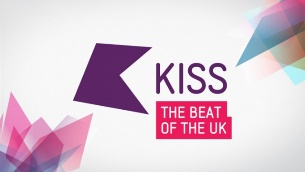 KISS
THE BEAT
OF THE UK